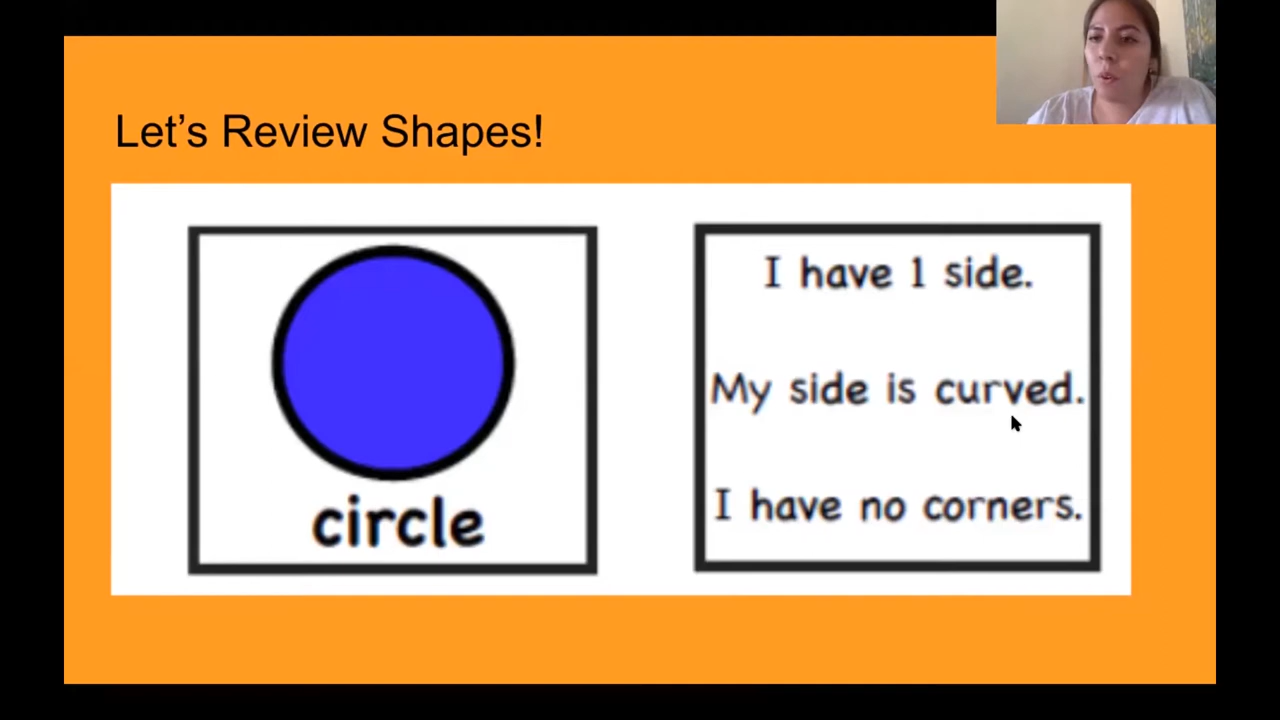 Let's Review Shapes!
circle
I have 1 side.
My side is curved.
I have no corners.